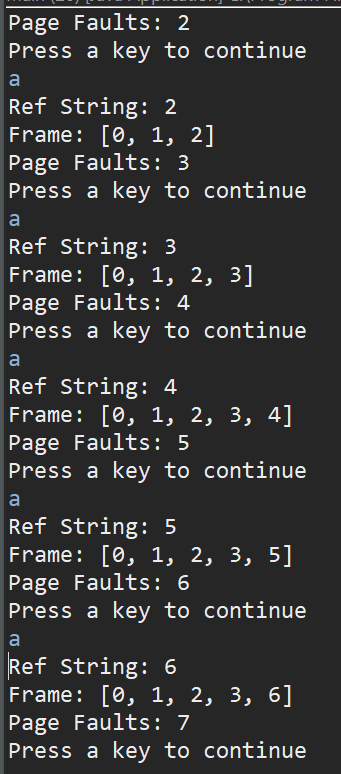 Page Faults: 2
Press a key to continue
a
Ref String: 2
Frame: [0, 1, 2]
Page Faults: 3
Press a key to continue
a
Ref String: 3
Frame: [0, 1, 2, 3]
Page Faults: 4
Press a key to continue
a
Ref String: 4
Frame: [0, 1, 2, 3, 4]
Page Faults: 5
Press a key to continue
a
Ref String: 5
Frame: [0, 1, 2, 3, 5]
Page Faults: 6
Press a key to continue
a
Ref String: 6
Frame: [0, 1, 2, 3, 6]
Page Faults: 7
Press a key to continue